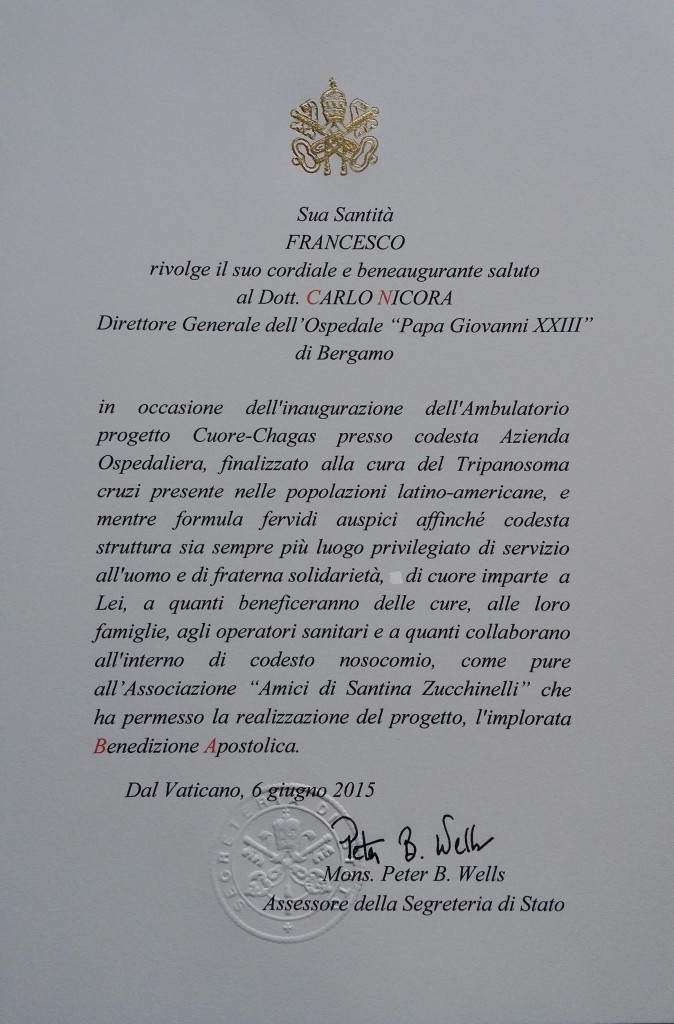 Sua Santità
FRANCESCO
rivolge il suo cordiale e beneaugurante saluto
al Dott. CARLO NICORA
Direttore Generale dell'Ospedale “Papa Giovanni XXIII”
di Bergamo
in occasione dell'inaugurazione dell'Ambulatorio
progetto Cuore-Chagas presso codesta Azienda
Ospedaliera, finalizzato alla cura del Tripanosoma
cruzi presente nelle popolazioni latino-americane, e
mentre formula fervidi auspici affinché codesta
struttura sia sempre più luogo privilegiato di servizio
all'uomo e di fraterna solidarietà, di cuore imparte a
Lei, a quanti beneficeranno delle cure, alle loro
famiglie, agli operatori sanitari e a quanti collaborano
all'interno di codesto nosocomio, come pure
all'Associazione “Amici di Santina Zucchinelli” che
ha permesso la realizzazione del progetto, l'implorata
Benedizione Apostolica.
Dal Vaticano, 6 giugno 2015
Peter B. Wells
Mons. Peter B. Wells
Assessore della Segreteria di Stato
SEGRETERIA DI